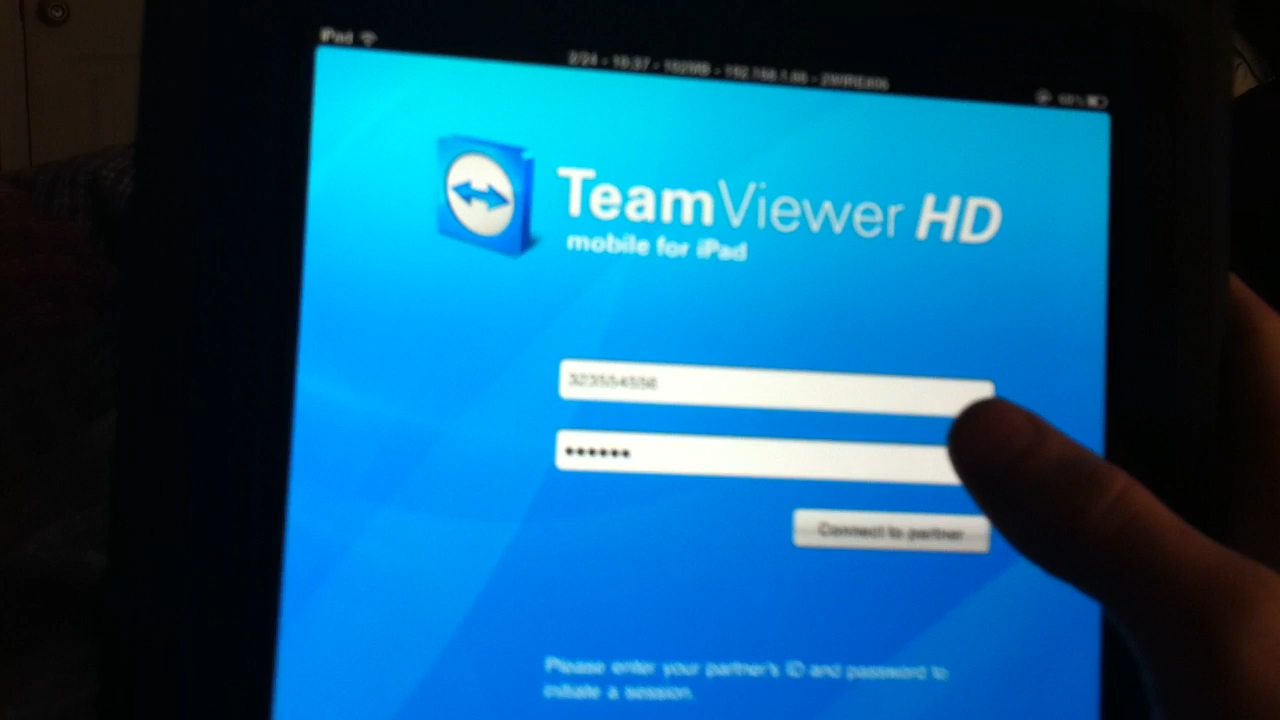 iPad
TeamViewer HD
mobile for iPad
••••••
Connect to partner
Please enter your partner's ID and password to
initiate a session.